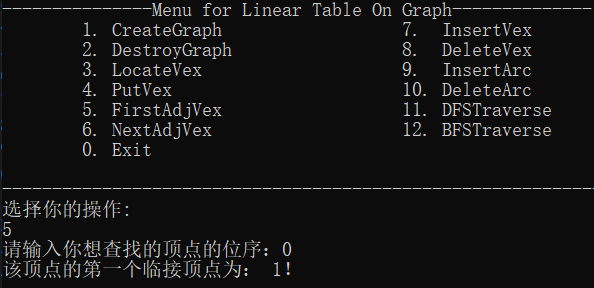 ---------------Menu for Linear Table On Graph--------------
1. CreateGraph 7. InsertVex
2. DestroyGraph 8. DeleteVex
3. LocateVex 9. InsertArc
4. PutVex 10. DeleteArc
5. FirstAdjVex 11. DFSTraverse
6. NextAdjVex 12. BFSTraverse
0. Exit
-----------------------------------------------------------
选择你的操作:
5
请输入你想查找的顶点的位序：0
该顶点的第一个临接顶点为： 1!